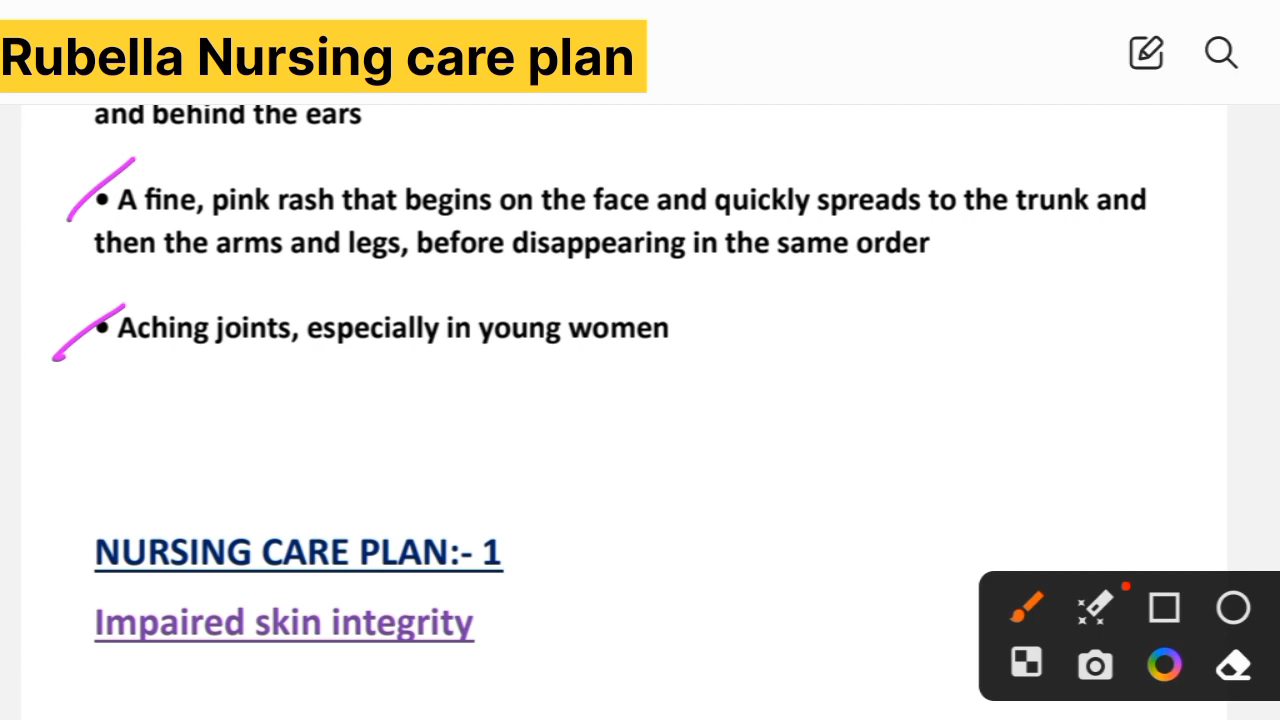 Rubella Nursing care plan
and behind the ears
• A fine, pink rash that begins on the face and quickly spreads to the trunk and
then the arms and legs, before disappearing in the same order
• Aching joints, especially in young women
NURSING CARE PLAN:- 1
Impaired skin integrity